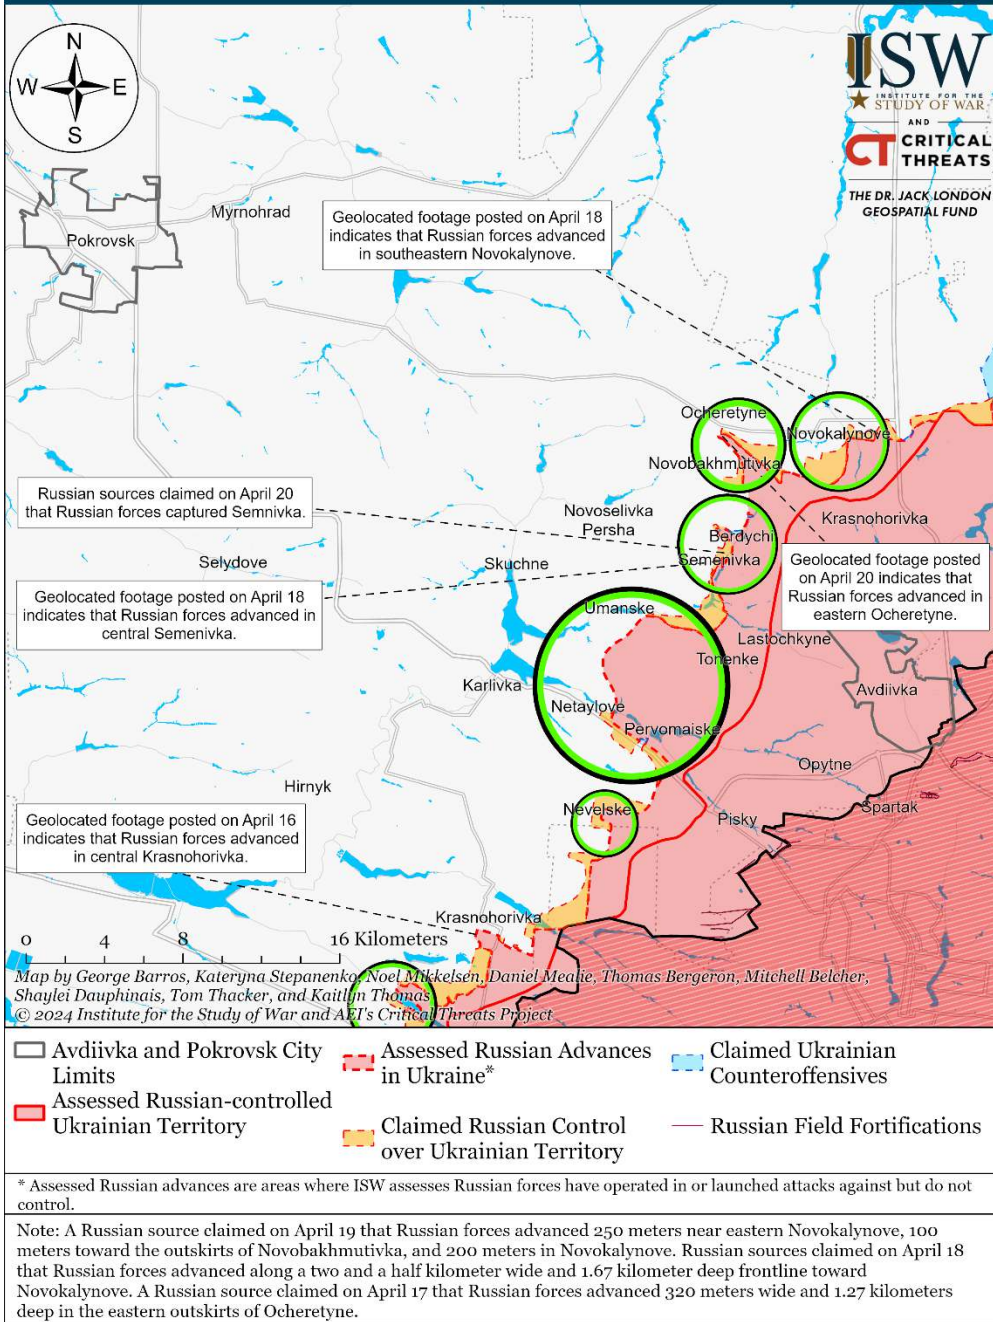 N
W
E
S
ISW
INSTITUTE FOR THE
STUDY OF WAR
AND
CT CRITICAL
THREATS
THE DR. JACK LONDON
GEOSPATIAL FUND
Myrnohrad
Pokrovsk
Geolocated footage posted on April 18
indicates that Russian forces advanced
in southeastern Novokalynove.
Ocheretyne
Novokalynove
Novobakhmutivka
Russian sources claimed on April 20
that Russian forces captured Semnivka.
Novoselivka
Persha
Krasnohorivka
Berdychi
Semenivka
Selydove
Skuchne
Geolocated footage posted
on April 20 indicates that
Russian forces advanced in
eastern Ocheretyne.
Geolocated footage posted on April 18
indicates that Russian forces advanced in
central Semenivka.
Umanske
Lastochkyne
Tonenke
Karlivka
Avdiivka
Netaylove
Pervomaiske
Opytne
Hirnyk
Nevelske
Spartak
Pisky
Geolocated footage posted on April 16
indicates that Russian forces advanced
in central Krasnohorivka.
Krasnohorivka
0 4 8 16 Kilometers
Map by George Barros, Kateryna Stepanenko, Noel Mikkelsen, Daniel Mealie, Thomas Bergeron, Mitchell Belcher,
Shaylei Dauphinais, Tom Thacker, and Kaitlyn Thomas
© 2024 Institute for the Study of War and AEI's Critical Threats Project
Avdiivka and Pokrovsk City
Limits
Assessed Russian-controlled
Ukrainian Territory
Assessed Russian Advances
in Ukraine*
Claimed Russian Control
over Ukrainian Territory
Claimed Ukrainian
Counteroffensives
Russian Field Fortifications
* Assessed Russian advances are areas where ISW assesses Russian forces have operated in or launched attacks against but do not
control.
Note: A Russian source claimed on April 19 that Russian forces advanced 250 meters near eastern Novokalynove, 100
meters toward the outskirts of Novobakhmutivka, and 200 meters in Novokalynove. Russian sources claimed on April 18
that Russian forces advanced along a two and a half kilometer wide and 1.67 kilometer deep frontline toward
Novokalynove. A Russian source claimed on April 17 that Russian forces advanced 320 meters wide and 1.27 kilometers
deep in the eastern outskirts of Ocheretyne.